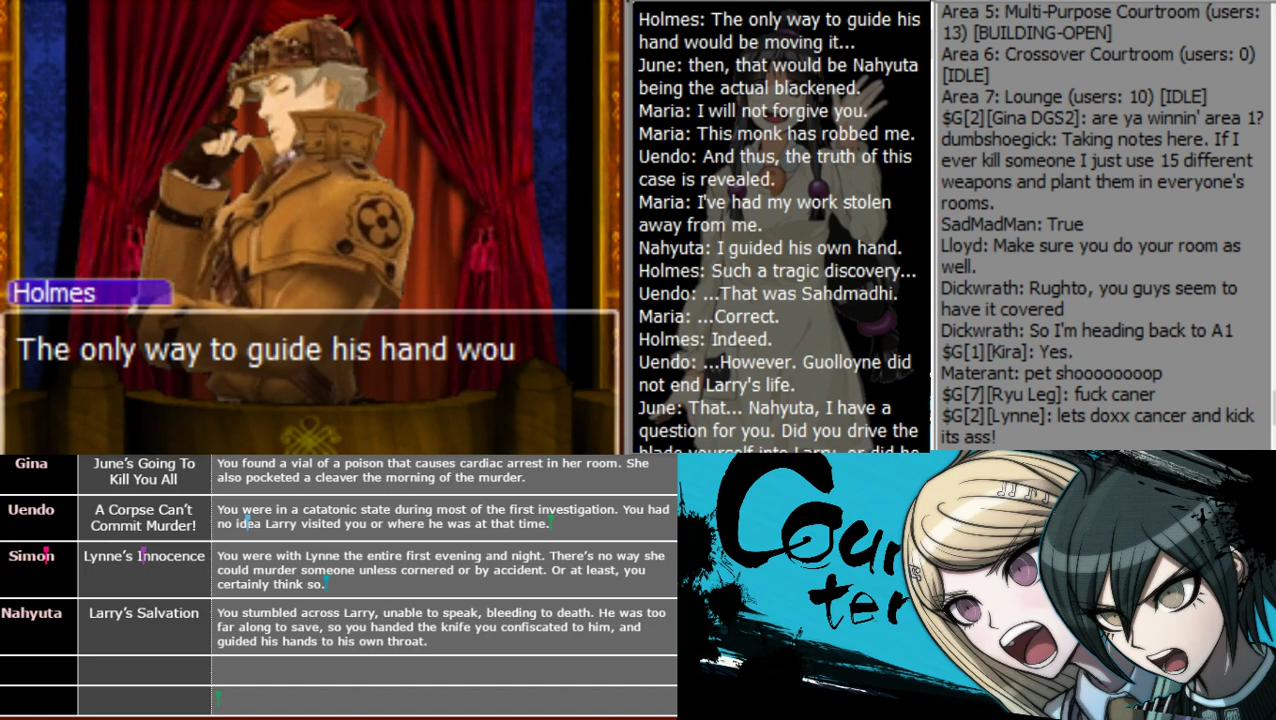 Holmes
The only way to guide his hand wou
Holmes: The only way to guide his
hand would be moving it...
June: then, that would be Nahyuta
being the actual blackened.
Maria: I will not forgive you.
Maria: This monk has robbed me.
Uendo: And thus, the truth of this
case is revealed.
Maria: I've had my work stolen
away from me.
Nahyuta: I guided his own hand.
Holmes: Such a tragic discovery...
Uendo: ...That was Sahdmadhi.
Maria: ...Correct.
Holmes: Indeed.
Uendo: ...However. Guolloyne did
not end Larry's life.
June: That... Nahyuta, I have a
question for you. Did you drive the
blade yourself into Larry, or did he
Area 5: Multi-Purpose Courtroom (users:
13) [BUILDING-OPEN]
Area 6: Crossover Courtroom (users: 0)
[IDLE]
Area 7: Lounge (users: 10) [IDLE]
$G[2][Gina DGS2]: are ya winnin' area 1?
dumbshoegick: Taking notes here. If I
ever kill someone I just use 15 different
weapons and plant them in everyone's
rooms.
SadMadMan: True
Lloyd: Make sure you do your room as
well.
Dickwrath: Rughto, you guys seem to
have it covered
Dickwrath: So I'm heading back to A1
$G[1][Kira]: Yes.
Materant: pet shoooooooop
$G[7][Ryu Leg]: fuck caner
$G[2][Lynne]: lets doxx cancer and kick
its ass!
Gina
June's Going To
Kill You All
You found a vial of a poison that causes cardiac arrest in her room. She
also pocketed a cleaver the morning of the murder.
Uendo
A Corpse Can't
Commit Murder!
You were in a catatonic state during most of the first investigation. You had
no idea Larry visited you or where he was at that time.
Simon
Lynne's Innocence
You were with Lynne the entire first evening and night. There's no way she
could murder someone unless cornered or by accident. Or at least, you
certainly think so.
Nahyuta
Larry's Salvation
You stumbled across Larry, unable to speak, bleeding to death. He was too
far along to save, so you handed the knife you confiscated to him, and
guided his hands to his own throat.
Coun
ter